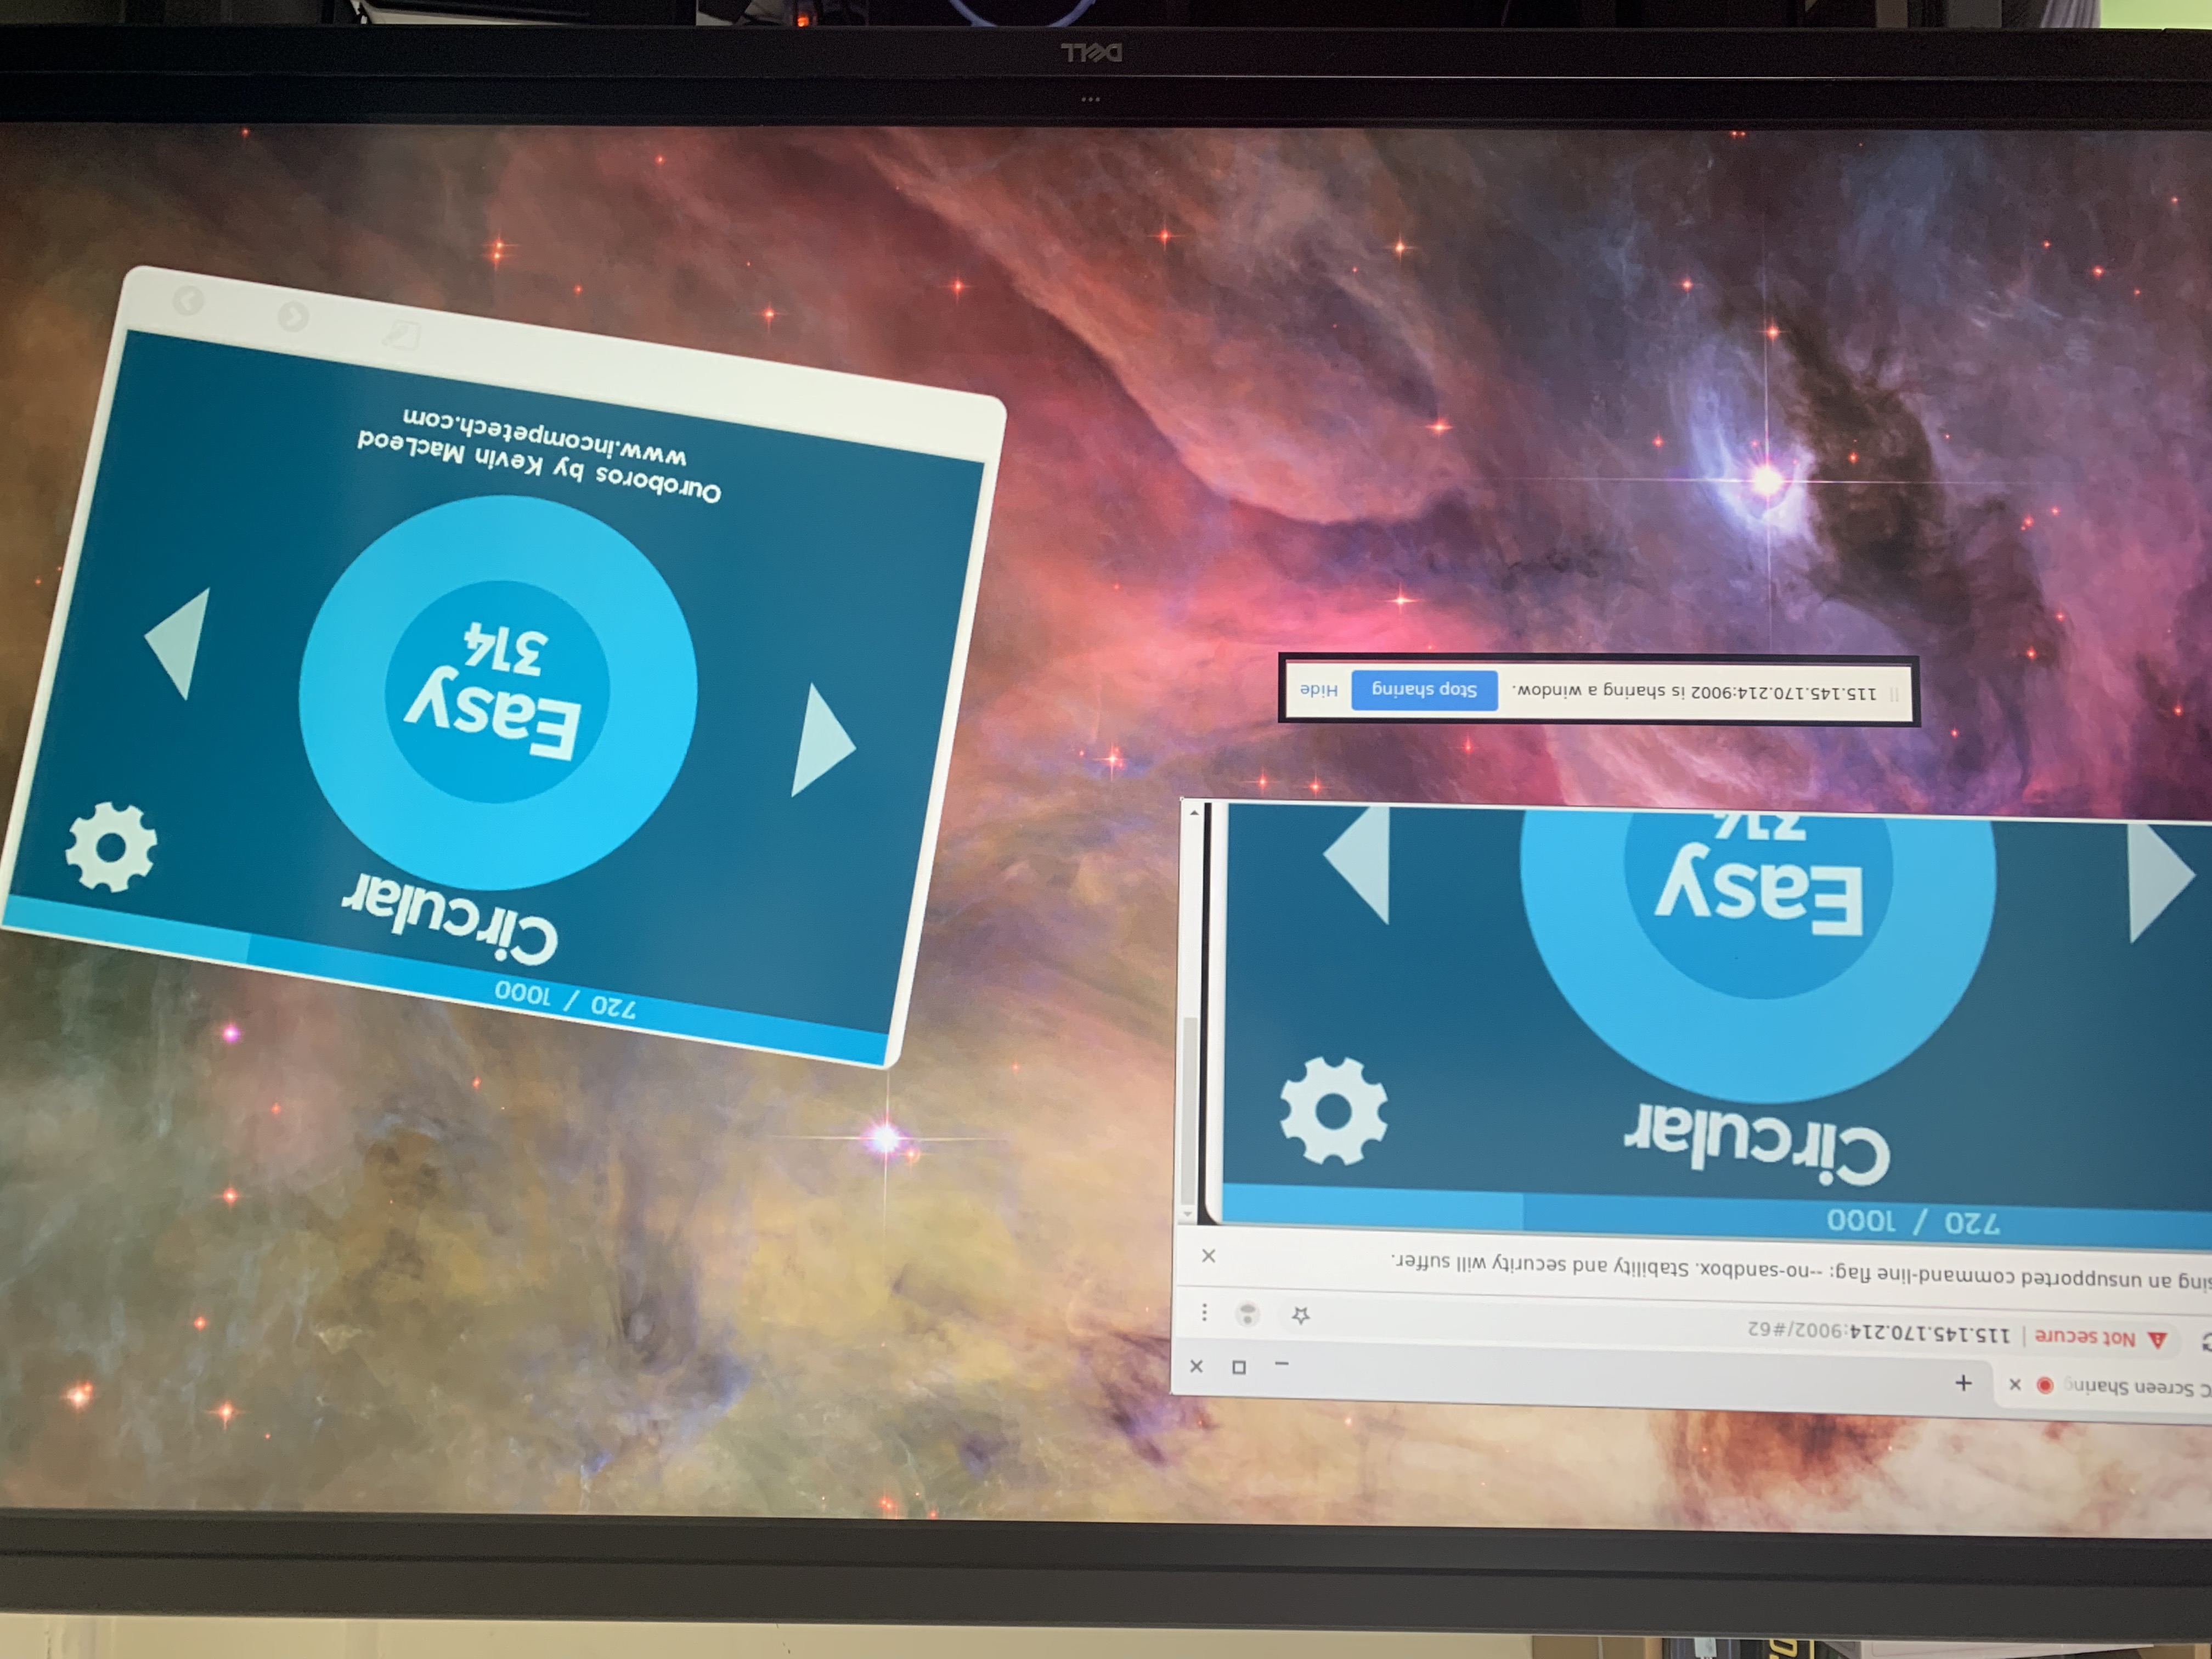 C Screen Sharing
Not secure | 115.145.170.214:9002/#62
sing an unsupported command-line flag: --no-sandbox. Stability and security will suffer.
720 / 1000
Circular
Easy
314
115.145.170.214:9002 is sharing a window. Stop sharing Hide
720 / 1000
Circular
Easy
314
Ouroboros by Kevin MacLeod
www.incompetech.com
DELL